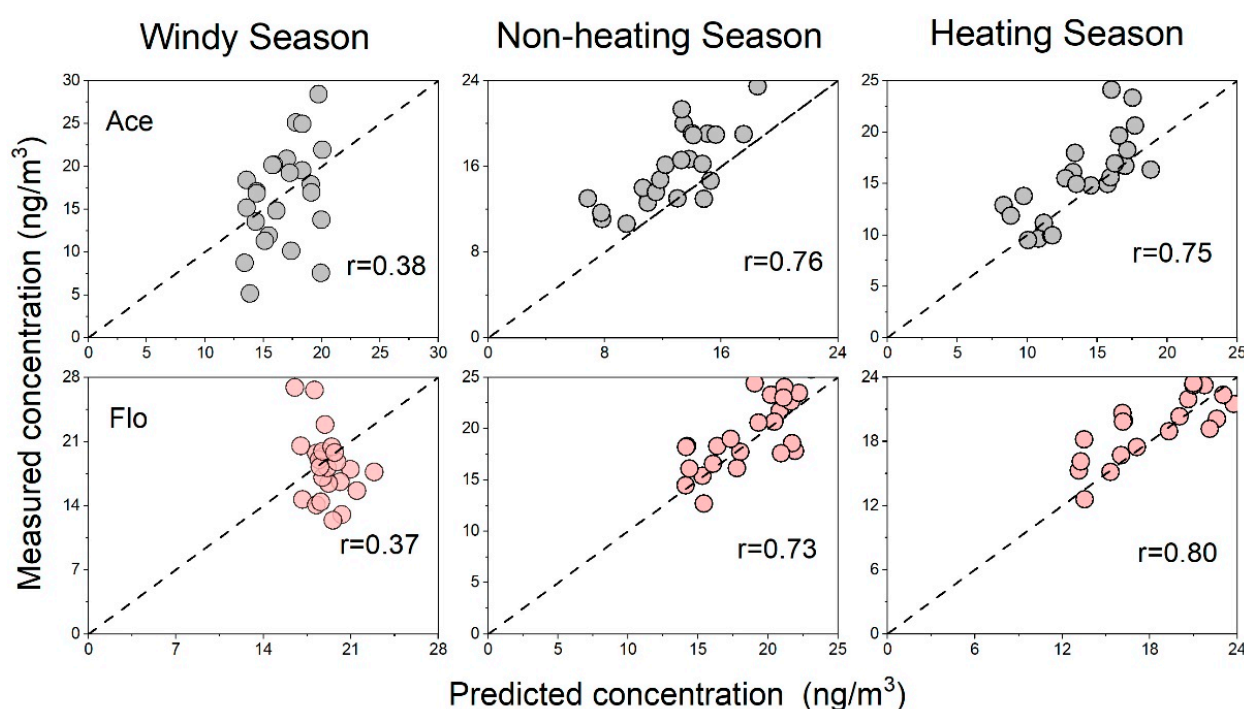 Windy Season
Non-heating Season
Heating Season
Measured concentration (ng/m³)
30
25
20
15
10
5
0
Ace
r=0.38
0 5 10 15 20 25 30
24
16
8
0
r=0.76
0 8 16 24
25
20
15
10
5
0
r=0.75
0 5 10 15 20 25
28
21
14
7
0
Flo
r=0.37
0 7 14 21 28
25
20
15
10
5
0
r=0.73
0 5 10 15 20 25
24
18
12
6
0
r=0.80
0 6 12 18 24
Predicted concentration (ng/m³)